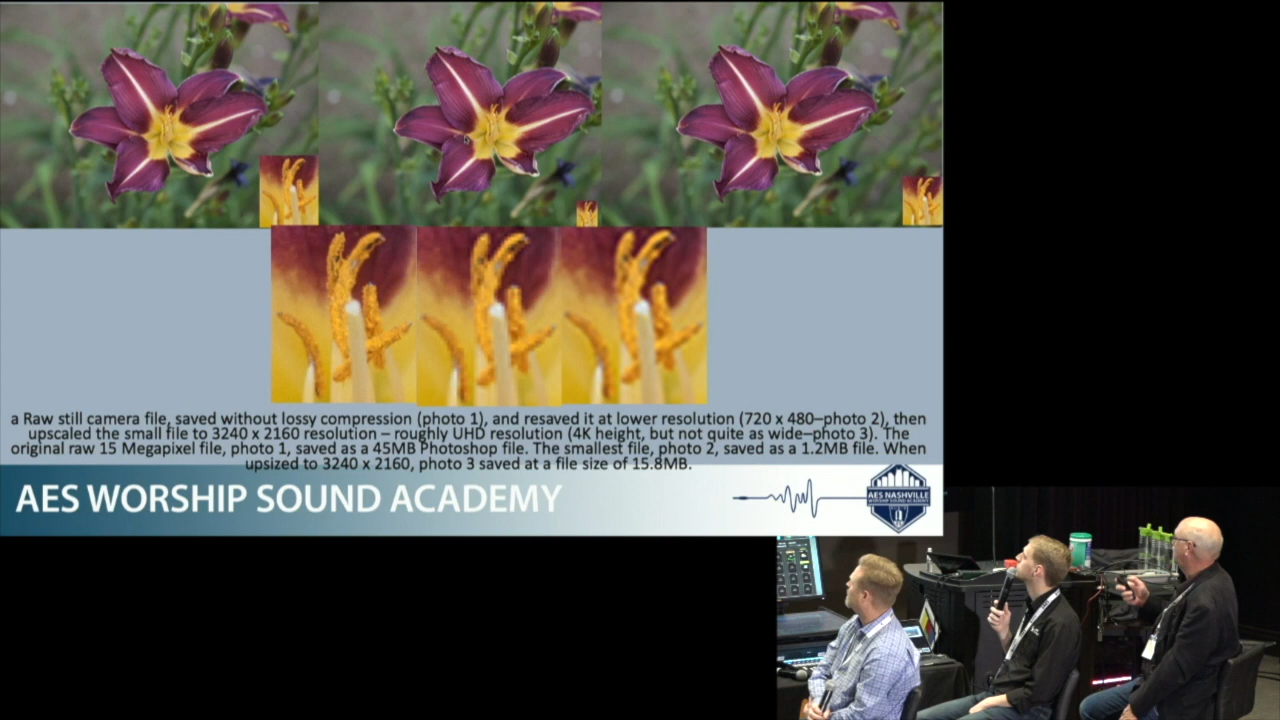 a Raw still camera file, saved without lossy compression (photo 1), and resaved it at lower resolution (720 x 480–photo 2), then
upscaled the small file to 3240 x 2160 resolution – roughly UHD resolution (4K height, but not quite as wide–photo 3). The
original raw 15 Megapixel file, photo 1, saved as a 45MB Photoshop file. The smallest file, photo 2, saved as a 1.2MB file. When
upsized to 3240 x 2160, photo 3 saved at a file size of 15.8MB.
AES WORSHIP SOUND ACADEMY
AES NASHVILLE
WORSHIP SOUND ACADEMY